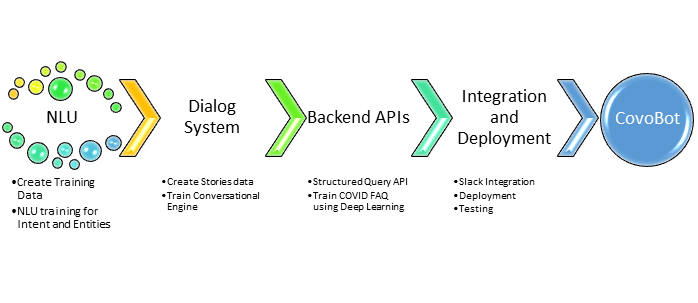 NLU
•Create Training
Data
•NLU training for
Intent and Entities
Dialog
System
•Create Stories data
•Train Conversational
Engine
Backend APIs
•Structured Query API
•Train COVID FAQ
using Deep Learning
Integration
and
Deployment
•Slack Integration
•Deployment
•Testing
CovoBot